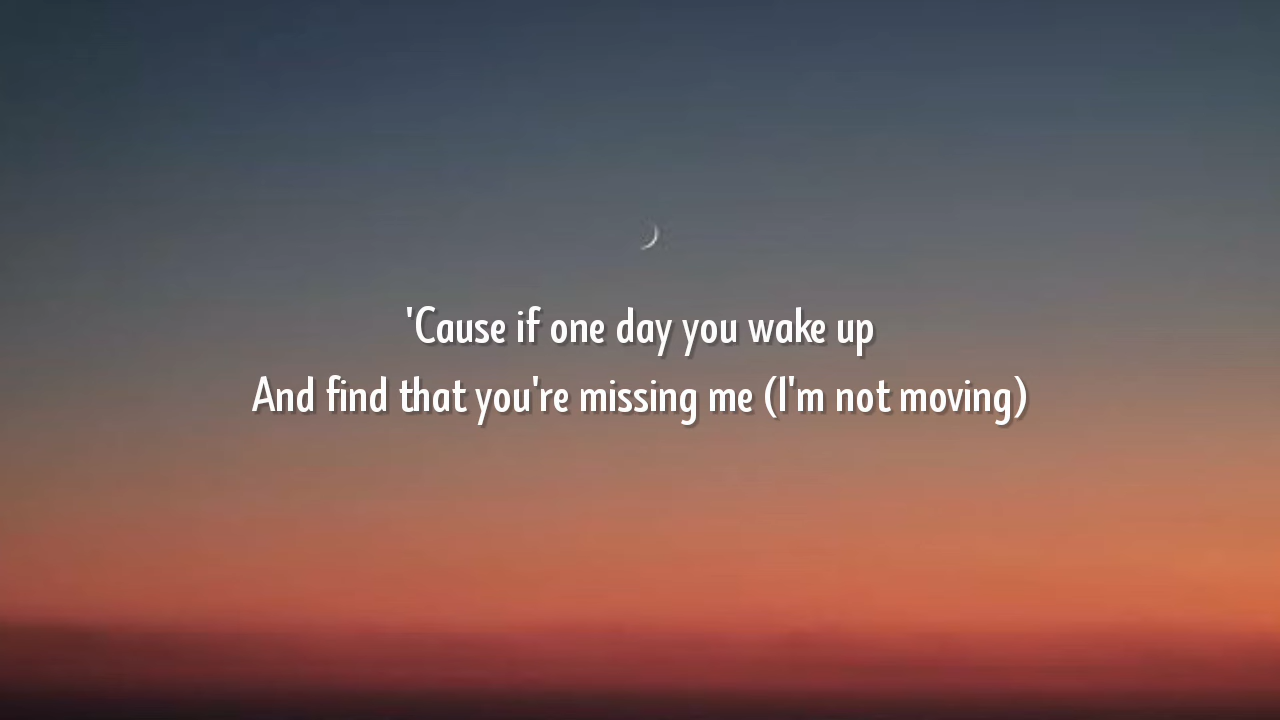 'Cause if one day you wake up
And find that you're missing me (I'm not moving)